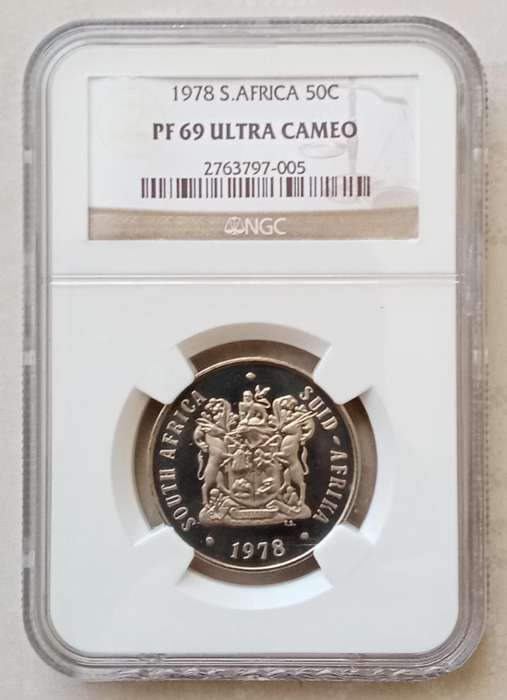 1978 S.AFRICA 50C
PF 69 ULTRA CAMEO
2763797-005
NGC
SOUTH AFRICA
SUID-AFRIKA
1978